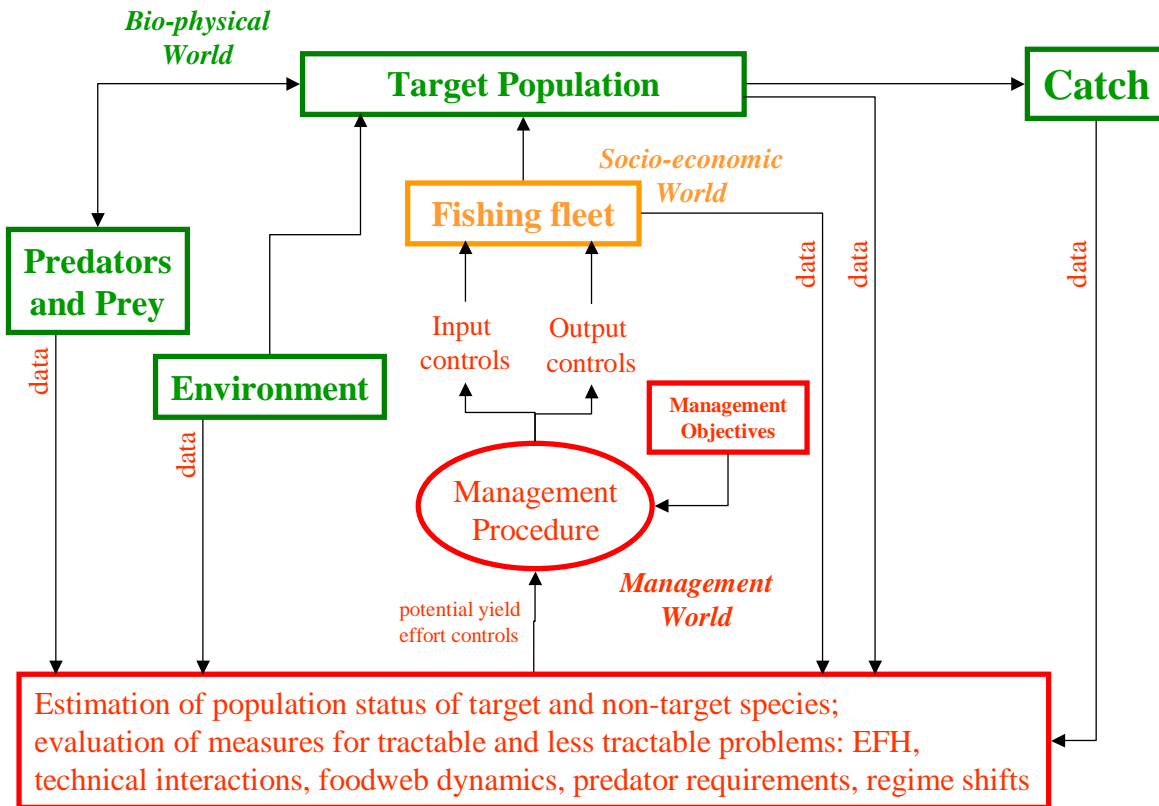 Bio-physical
World
Target Population
Catch
Socio-economic
World
Fishing fleet
Predators
and Prey
data
data
data
data
Input
controls
Output
controls
Environment
data
Management
Objectives
Management
Procedure
Management
World
potential yield
effort controls
Estimation of population status of target and non-target species;
evaluation of measures for tractable and less tractable problems: EFH,
technical interactions, foodweb dynamics, predator requirements, regime shifts